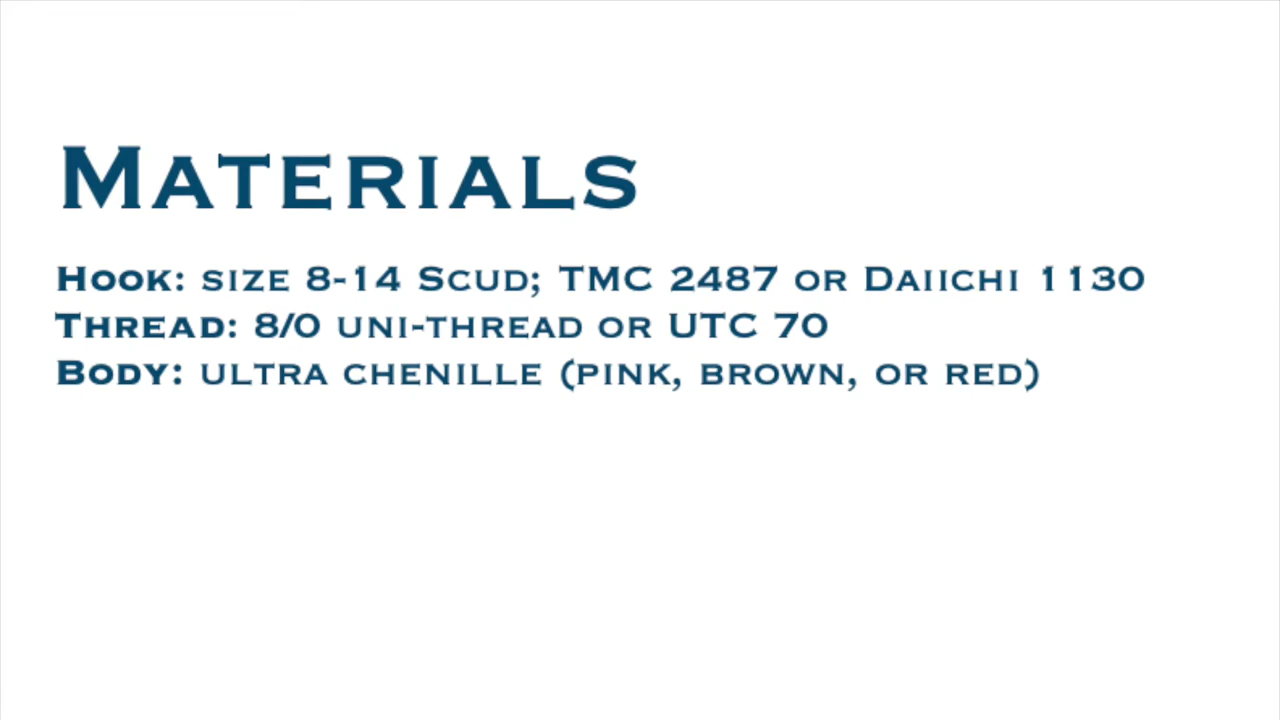 Materials
Hook: size 8-14 Scud; TMC 2487 or Daiichi 1130
Thread: 8/0 uni-thread or UTC 70
Body: ultra chenille (pink, brown, or red)